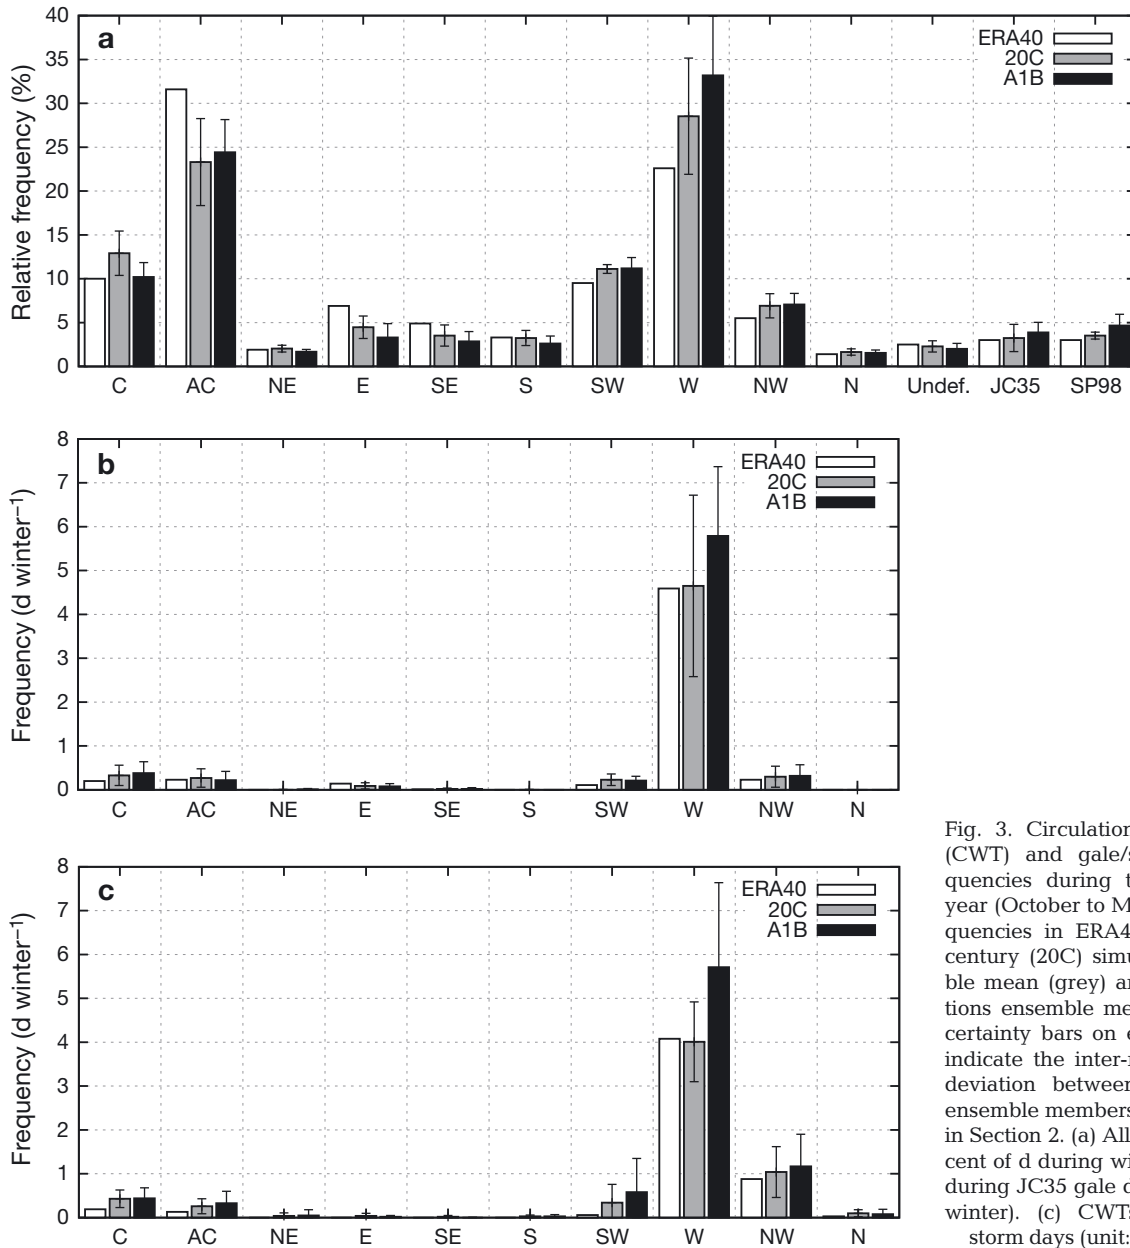 a
ERA40
20C
A1B
Relative frequency (%)
40
35
30
25
20
15
10
5
0
C AC NE E SE S SW W NW N Undef. JC35 SP98
b
ERA40
20C
A1B
Frequency (d winter–1)
8
7
6
5
4
3
2
1
0
C AC NE E SE S SW W NW N
c
ERA40
20C
A1B
Frequency (d winter–1)
8
7
6
5
4
3
2
1
0
C AC NE E SE S SW W NW N
Fig. 3. Circulation
(CWT) and gale/s
quencies during t
year (October to M
quencies in ERA4
century (20C) simu
ble mean (grey) an
tions ensemble me
certainty bars on e
indicate the inter-r
deviation between
ensemble members
in Section 2. (a) All
cent of d during wi
during JC35 gale d
winter). (c) CWTs
storm days (unit: